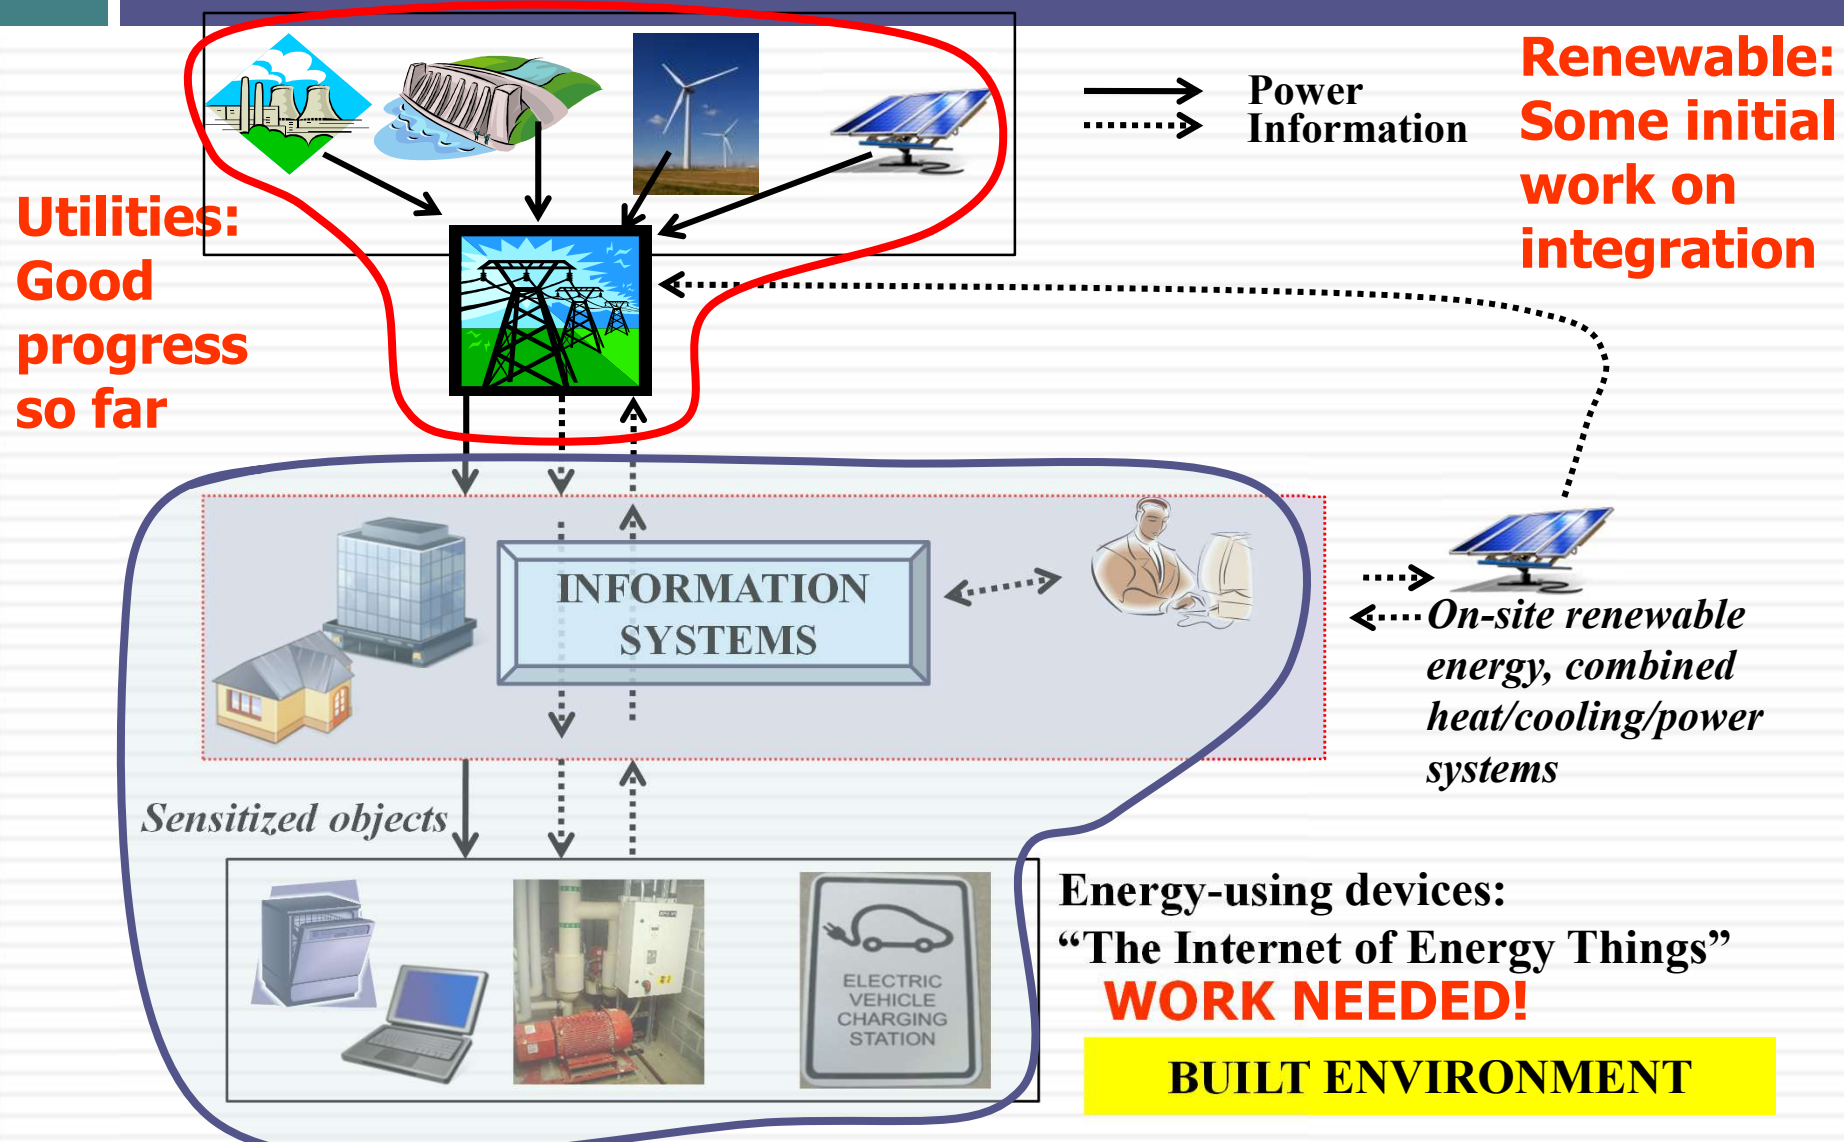 Power
Information
Renewable:
Some initial
work on
integration
Utilities:
Good
progress
so far
INFORMATION
SYSTEMS
On-site renewable
energy, combined
heat/cooling/power
systems
Sensitized objects
ELECTRIC
VEHICLE
CHARGING
STATION
Energy-using devices:
“The Internet of Energy Things”
WORK NEEDED!
BUILT ENVIRONMENT